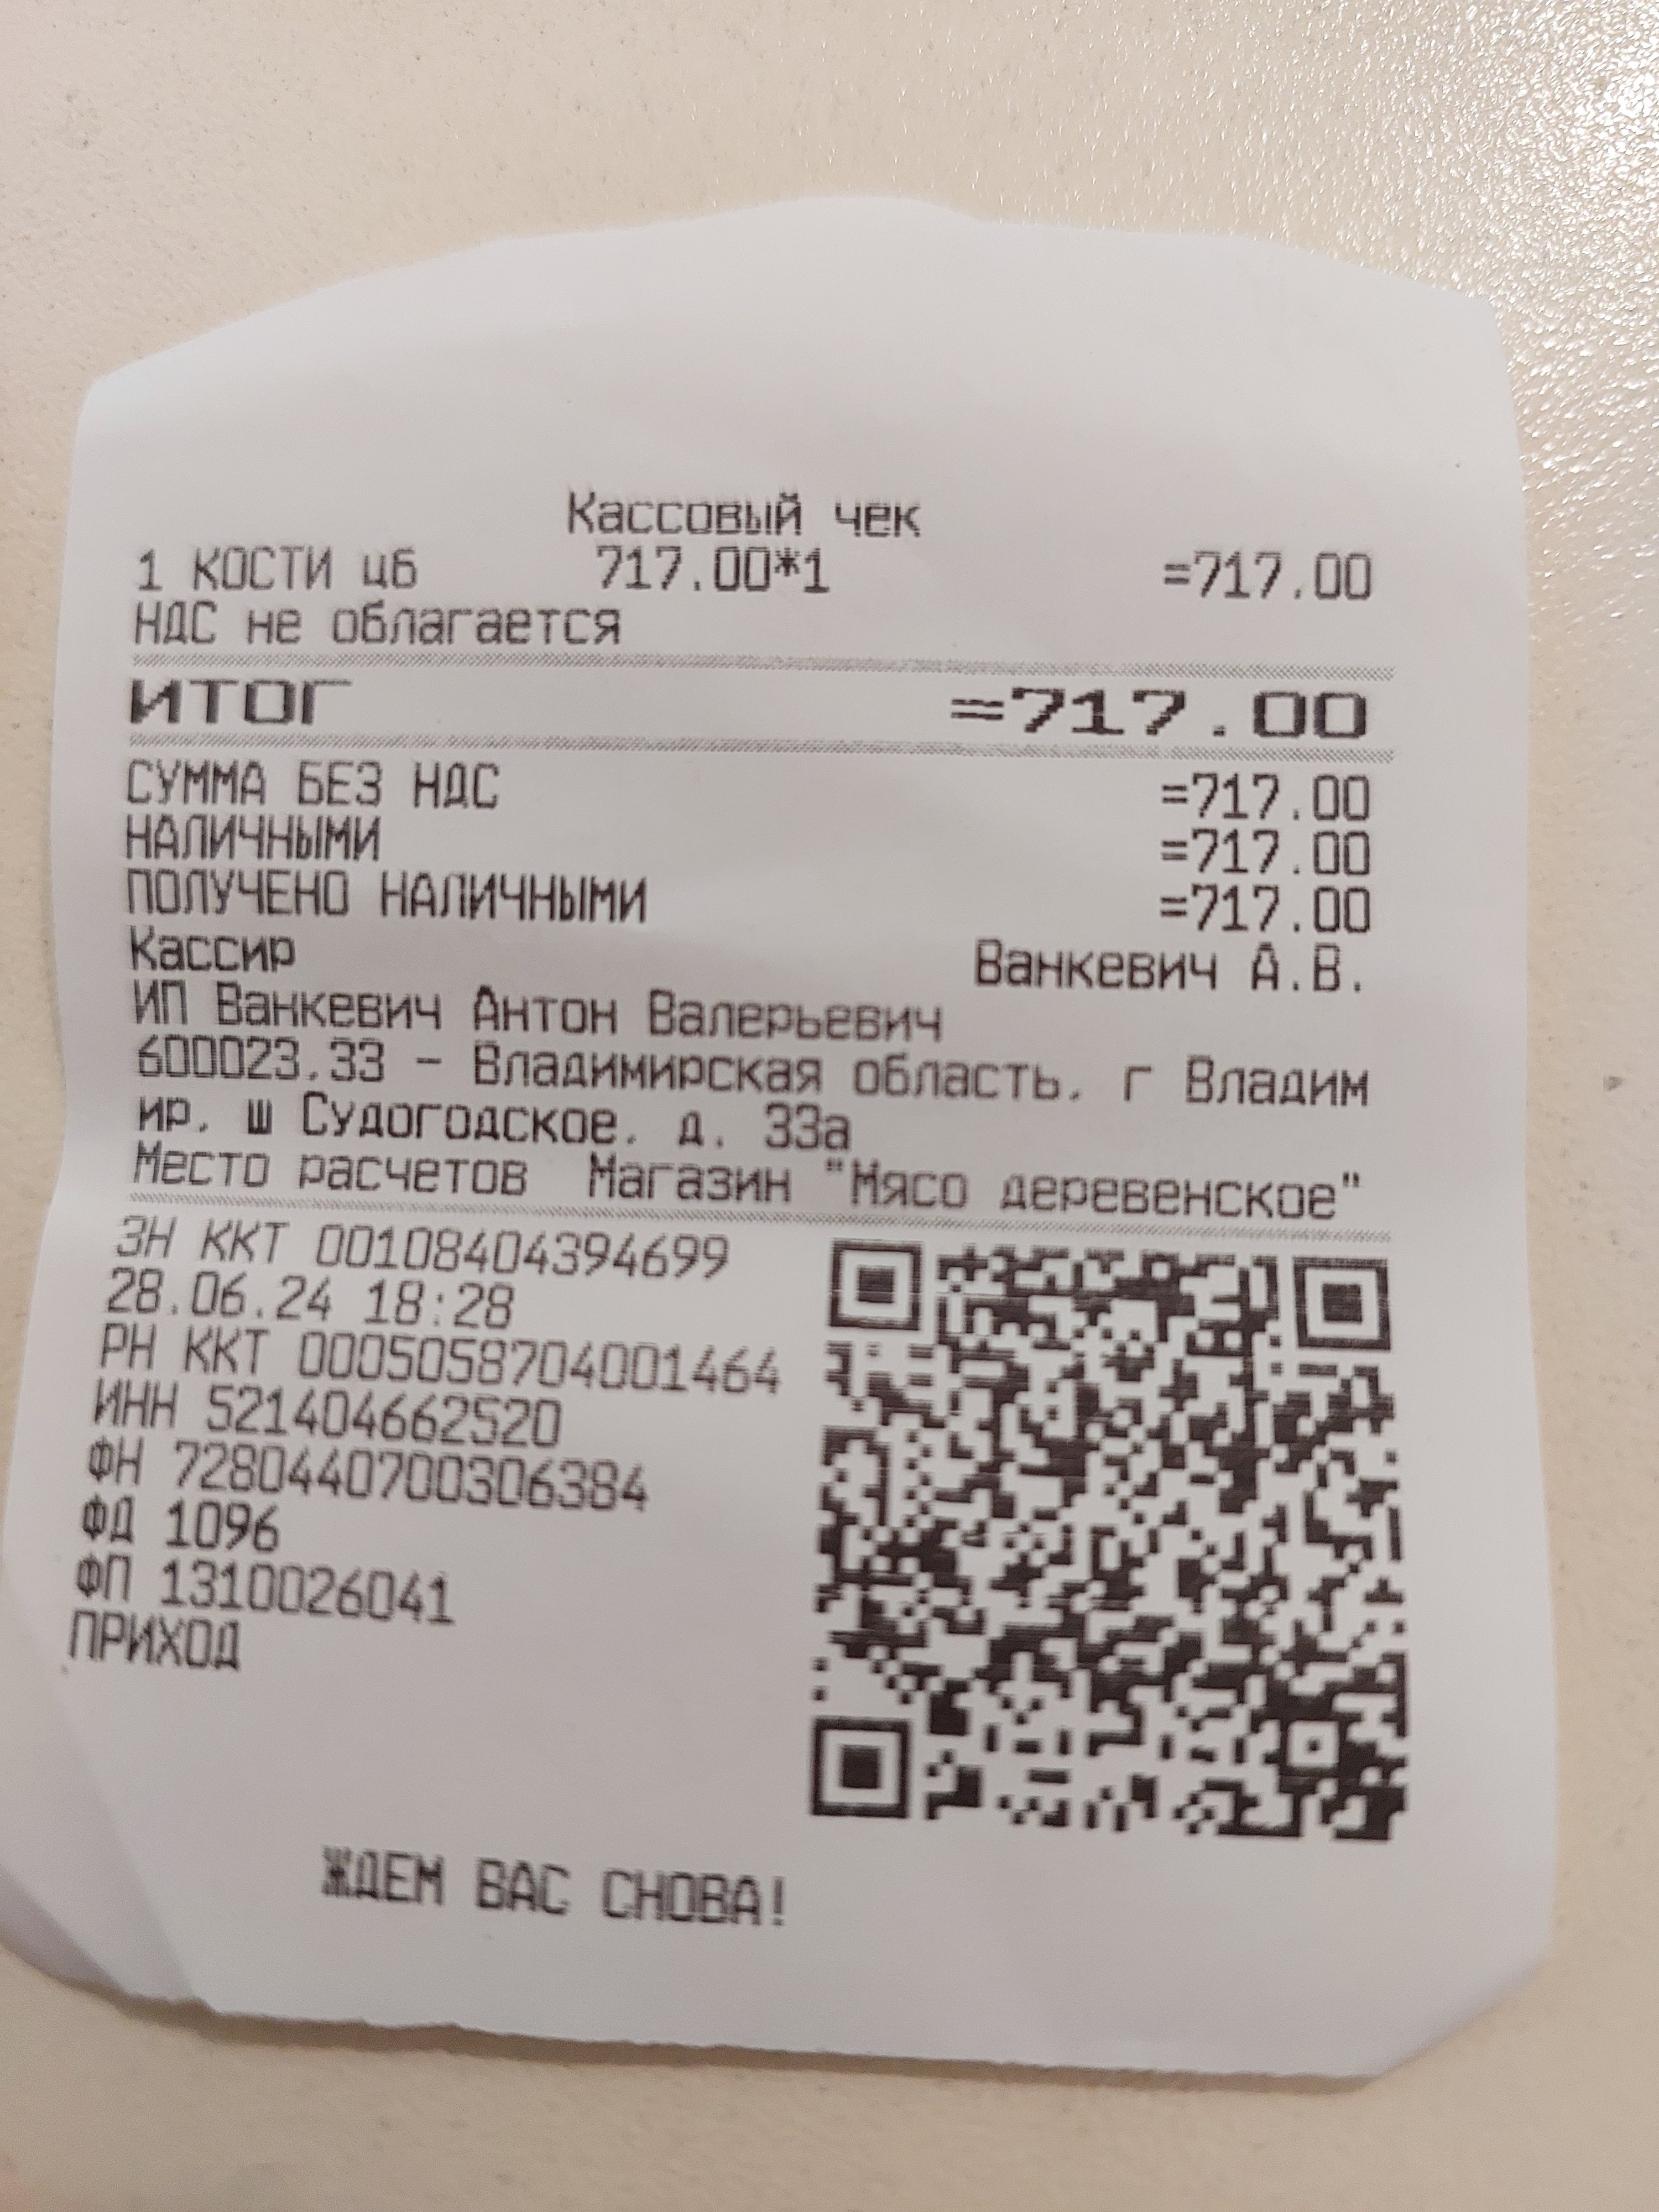 Кассовый чек
1 КОСТИ цб 717.00*1 =717.00
НДС не облагается
ИТОГ =717.00
СУММА БЕЗ НДС =717.00
НАЛИЧНЫМИ =717.00
ПОЛУЧЕНО НАЛИЧНЫМИ =717.00
Кассир Ванкевич А.В.
ИП Ванкевич Антон Валерьевич
600023,33 - Владимирская область, г Владим
ир, ш Судогодское, д. 33а
Место расчетов Магазин "Мясо деревенское"
ЗН ККТ 00108404394699
28.06.24 18:28
РН ККТ 0005058704001464
ИНН 521404662520
ФН 7280440700306384
ФД 1096
ФП 1310026041
ПРИХОД
ЖДЕМ ВАС СНОВА!